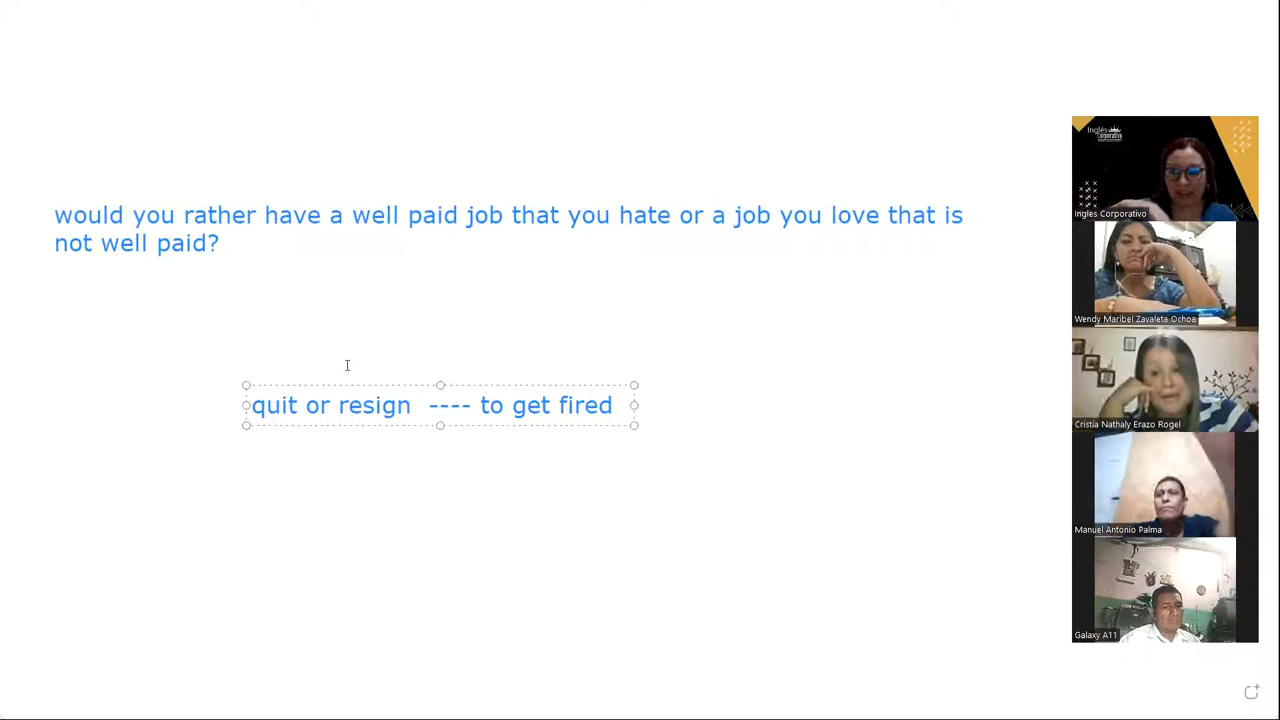 would you rather have a well paid job that you hate or a job you love that is
not well paid?
quit or resign ---- to get fired
Inglés
Corporativo
Ingles Corporativo
Wendy Maribel Zavaleta Ochoa
Cristia Nathaly Erazo Rogel
Manuel Antonio Palma
Galaxy A11